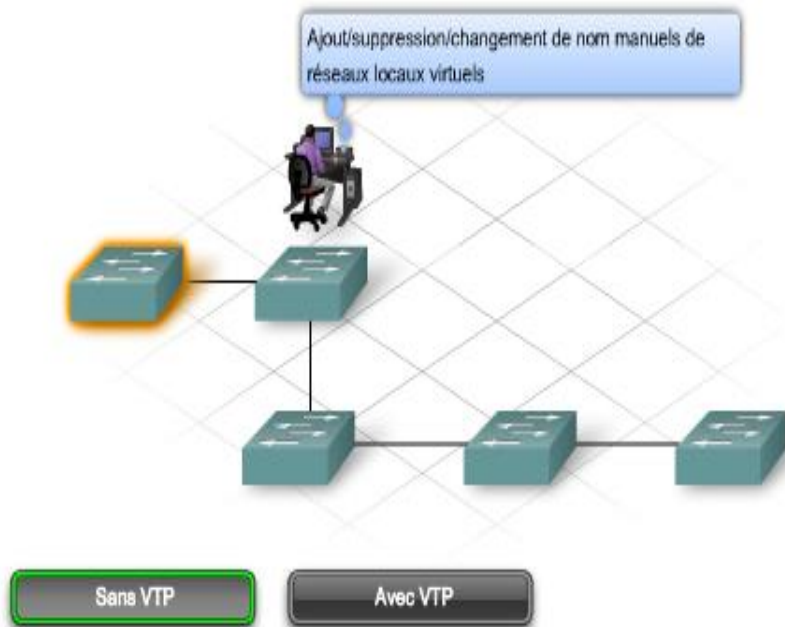 Ajout/suppression/changement de nom manuels de
réseaux locaux virtuels
Sans VTP
Avec VTP